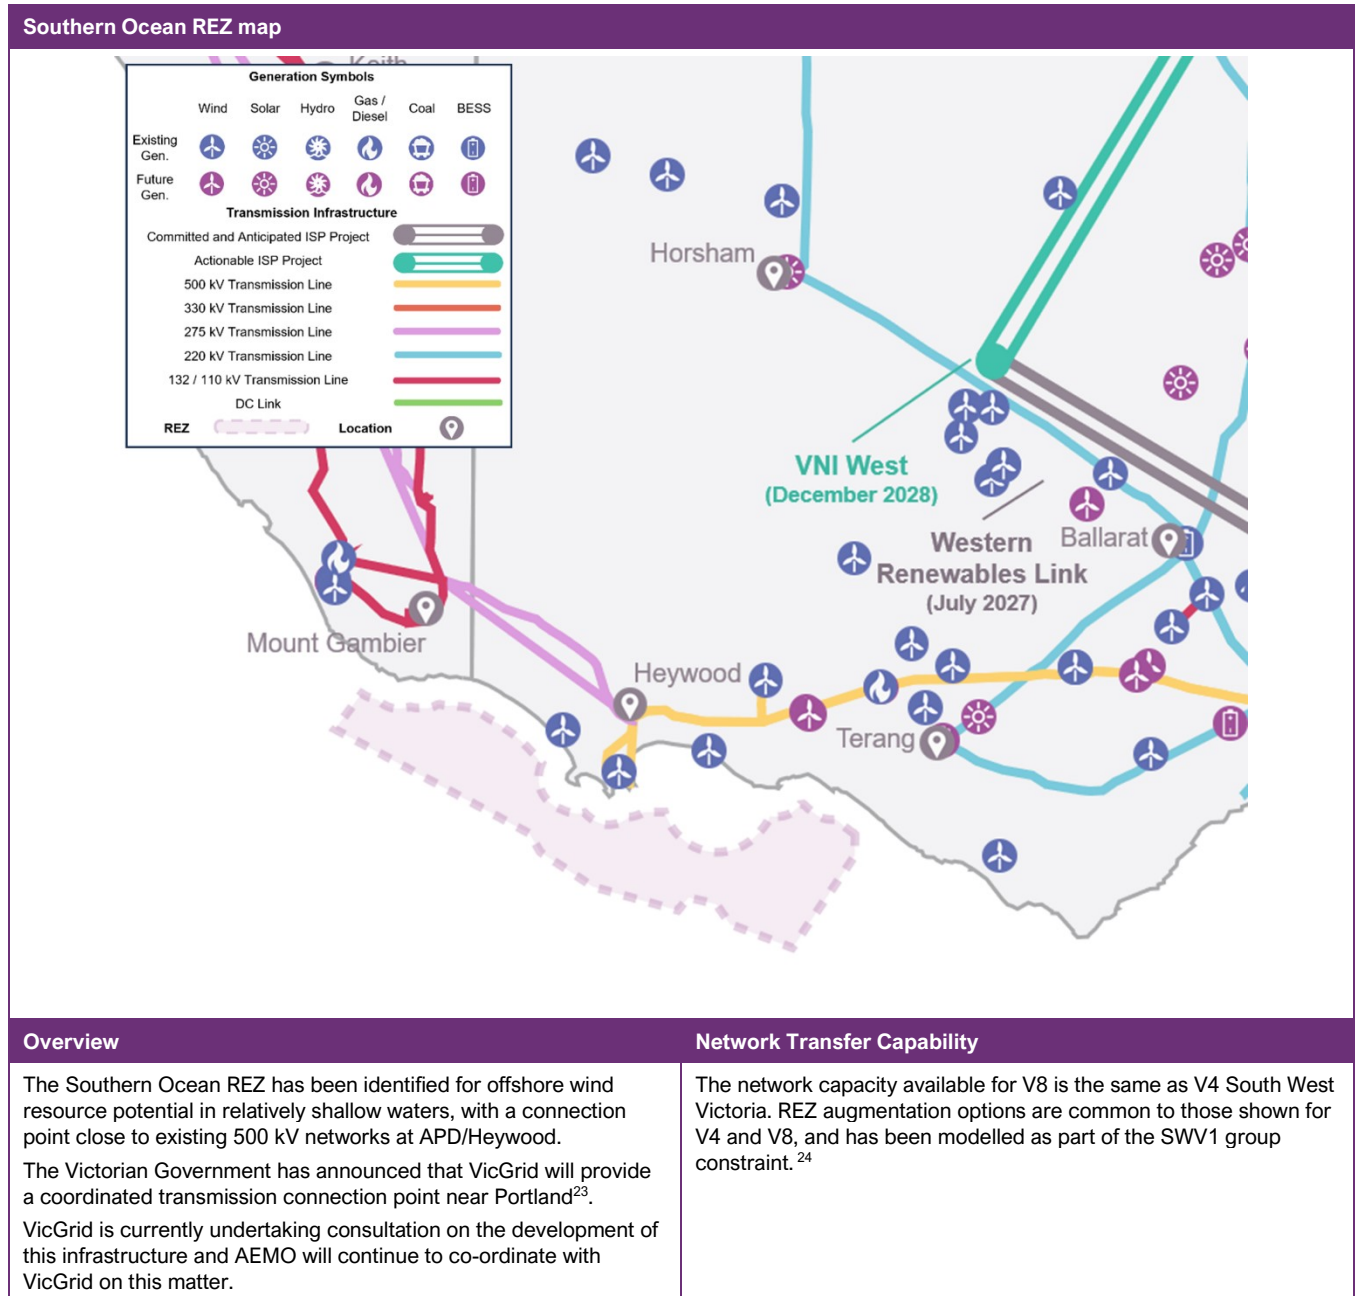 Southern Ocean REZ map
Keith
Generation Symbols
Wind Solar Hydro Gas / Diesel Coal BESS
Existing Gen.
Future Gen.
Transmission Infrastructure
Committed and Anticipated ISP Project
Actionable ISP Project
500 kV Transmission Line
330 kV Transmission Line
275 kV Transmission Line
220 kV Transmission Line
132 / 110 kV Transmission Line
DC Link
REZ Location
Horsham
VNI West
(December 2028)
Western
Renewables Link
(July 2027)
Ballarat
Mount Gambier
Heywood
Terang
Overview
The Southern Ocean REZ has been identified for offshore wind
resource potential in relatively shallow waters, with a connection
point close to existing 500 kV networks at APD/Heywood.
The Victorian Government has announced that VicGrid will provide
a coordinated transmission connection point near Portland23.
VicGrid is currently undertaking consultation on the development of
this infrastructure and AEMO will continue to co-ordinate with
VicGrid on this matter.
Network Transfer Capability
The network capacity available for V8 is the same as V4 South West
Victoria. REZ augmentation options are common to those shown for
V4 and V8, and has been modelled as part of the SWV1 group
constraint. 24